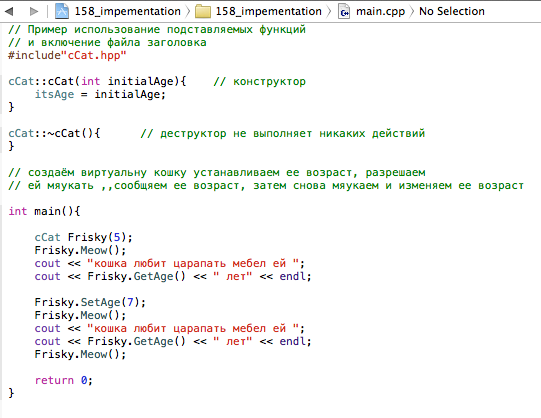 158_impementation 158_impementation main.cpp No Selection
// Пример использование подставляемых функций
// и включение файла заголовка
#include"cCat.hpp"
cCat::cCat(int initialAge){ // конструктор
itsAge = initialAge;
}
cCat::~cCat(){ // деструктор не выполняет никаких действий
}
// создаём виртуальну кошку устанавливаем ее возраст, разрешаем
// ей мяукать ,,сообщяем ее возраст, затем снова мяукаем и изменяем ее возраст
int main(){
cCat Frisky(5);
Frisky.Meow();
cout << "кошка любит царапать мебел ей ";
cout << Frisky.GetAge() << " лет" << endl;
Frisky.SetAge(7);
Frisky.Meow();
cout << "кошка любит царапать мебел ей ";
cout << Frisky.GetAge() << " лет" << endl;
Frisky.Meow();
return 0;
}